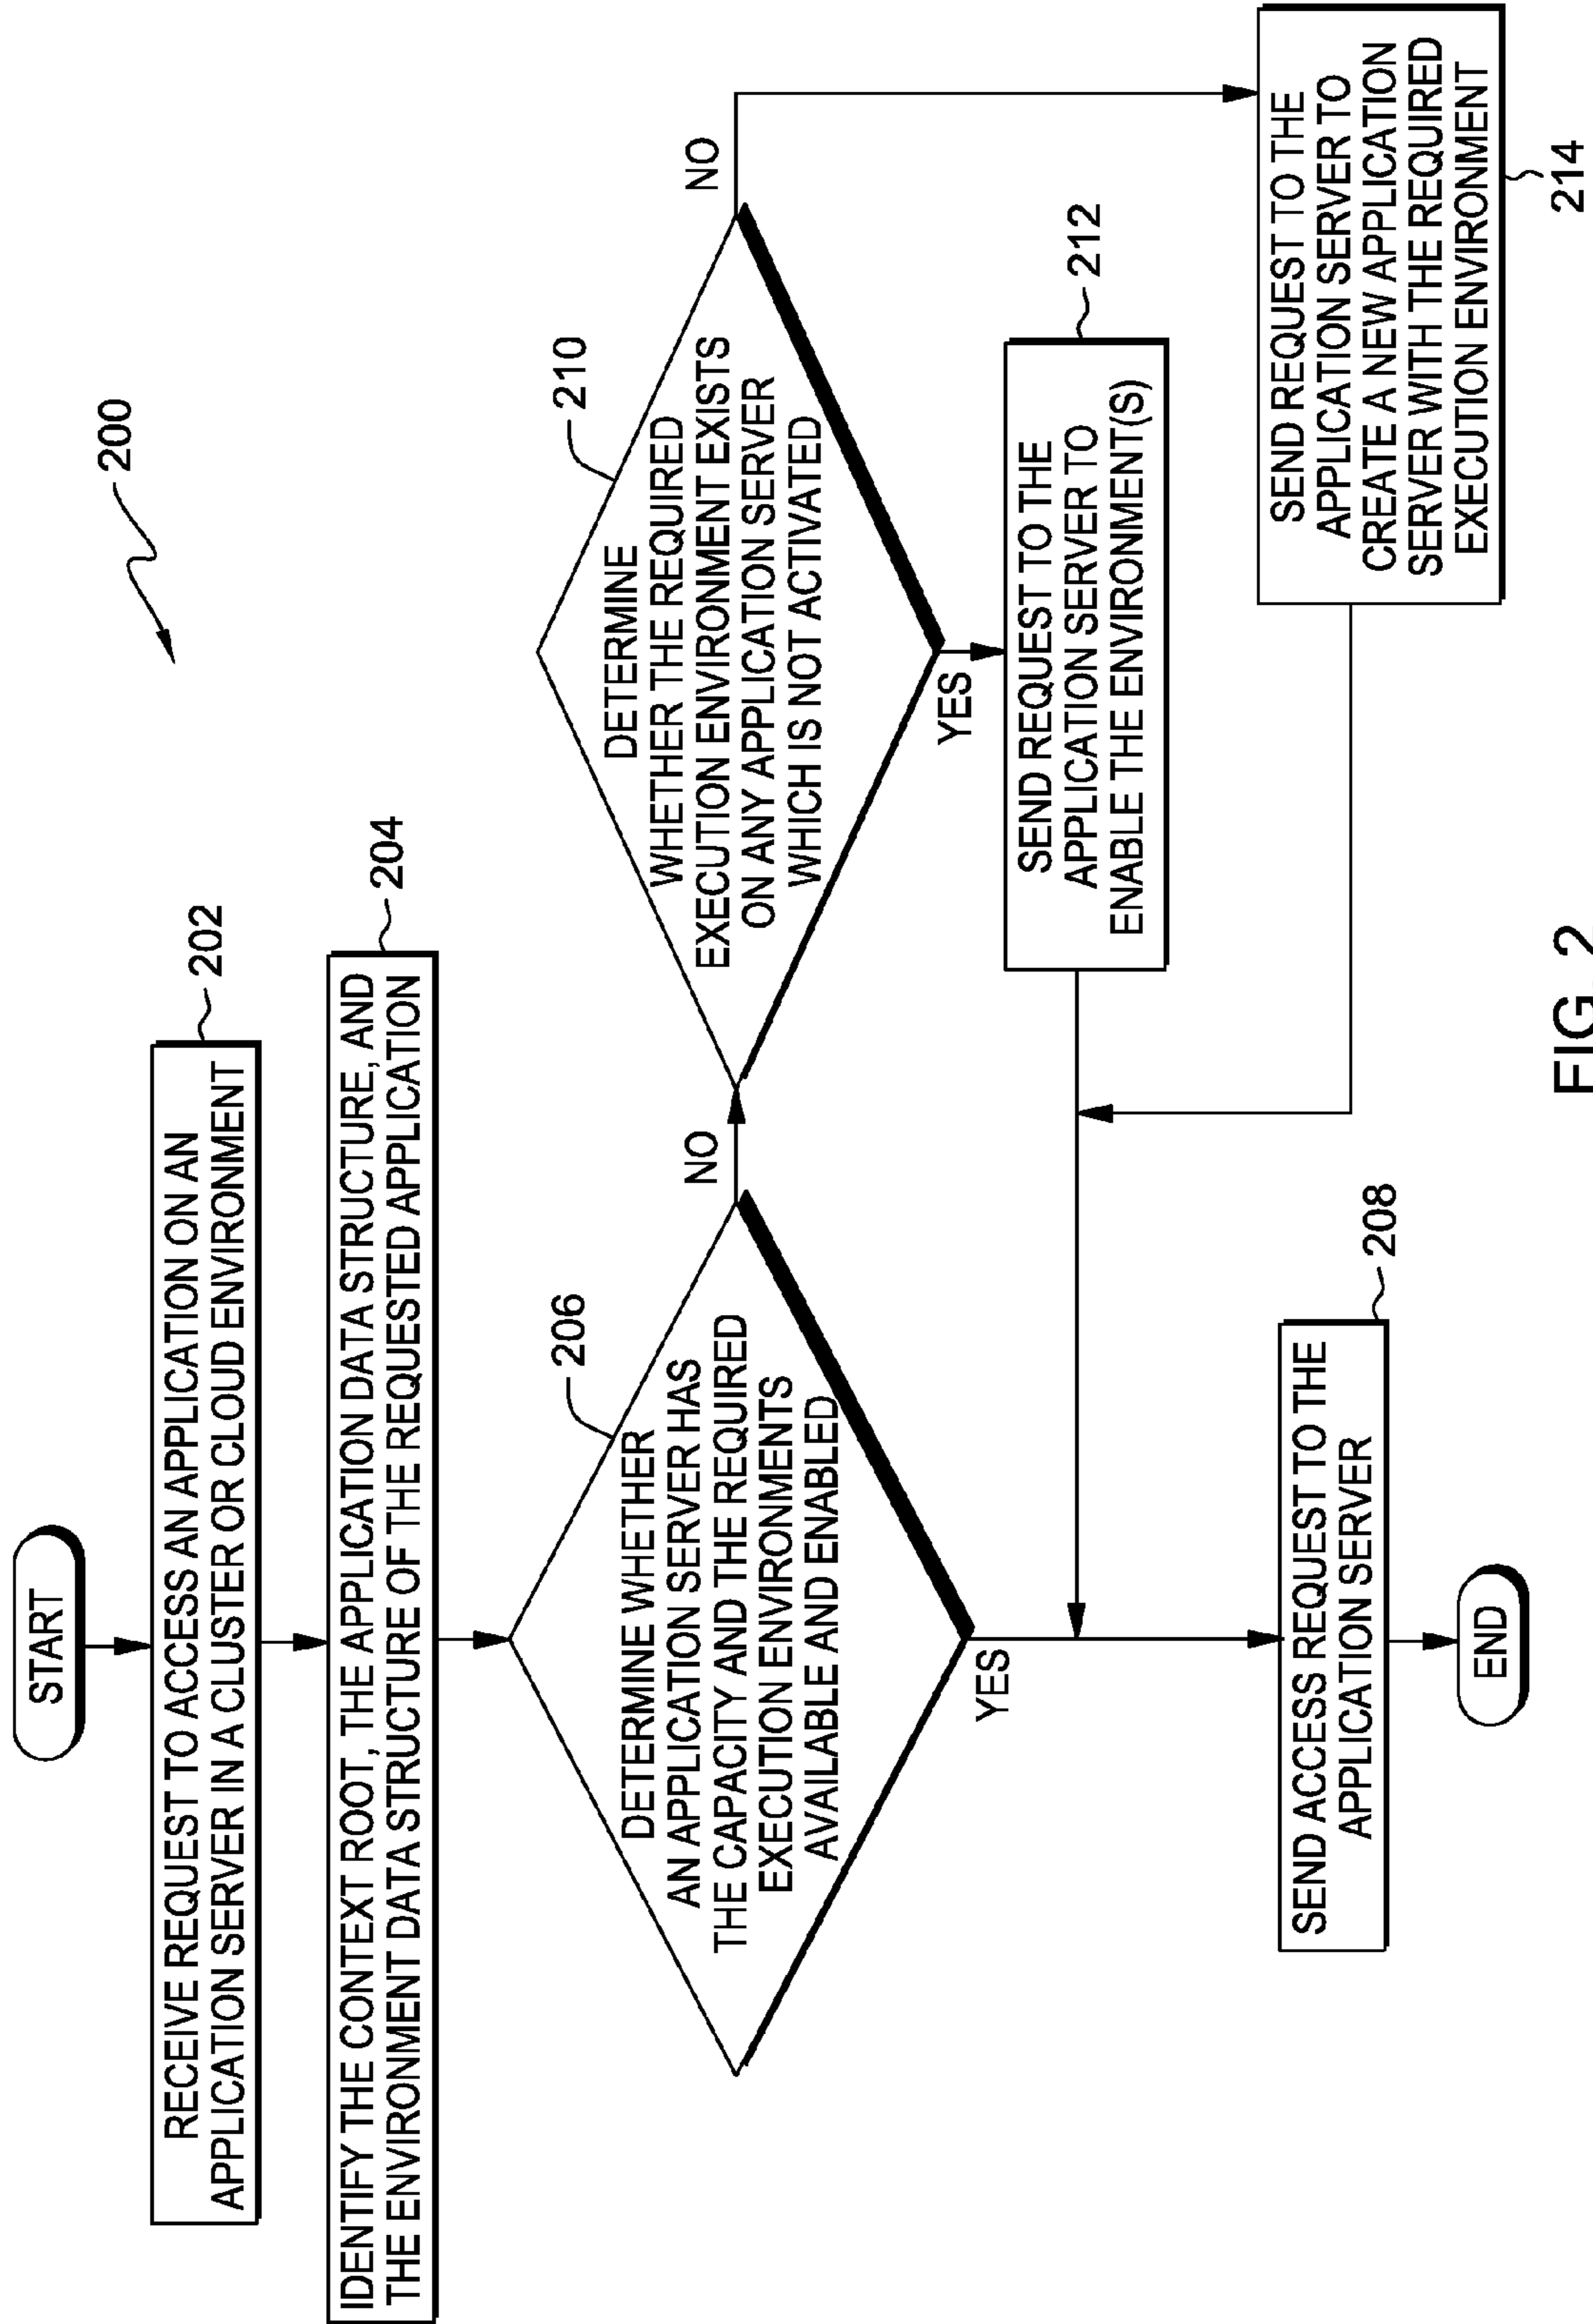 200
START
RECEIVE REQUEST TO ACCESS AN APPLICATION ON AN
APPLICATION SERVER IN A CLUSTER OR CLOUD ENVIRONMENT
202
IDENTIFY THE CONTEXT ROOT, THE APPLICATION DATA STRUCTURE, AND
THE ENVIRONMENT DATA STRUCTURE OF THE REQUESTED APPLICATION
204
DETERMINE WHETHER
AN APPLICATION SERVER HAS
THE CAPACITY AND THE REQUIRED
EXECUTION ENVIRONMENTS
AVAILABLE AND ENABLED
206
NO
YES
DETERMINE
WHETHER THE REQUIRED
EXECUTION ENVIRONMENT EXISTS
ON ANY APPLICATION SERVER
WHICH IS NOT ACTIVATED
210
NO
YES
SEND REQUEST TO THE
APPLICATION SERVER TO
ENABLE THE ENVIRONMENT(S)
212
SEND REQUEST TO THE
APPLICATION SERVER TO
CREATE A NEW APPLICATION
SERVER WITH THE REQUIRED
EXECUTION ENVIRONMENT
214
SEND ACCESS REQUEST TO THE
APPLICATION SERVER
208
END
FIG. 2